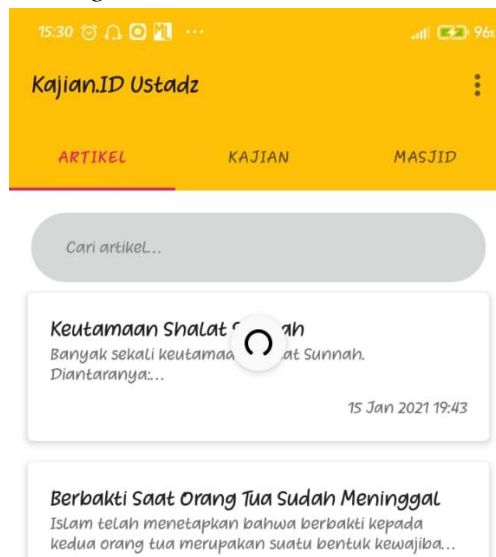 15:30 ... 96%
Kajian.ID Ustadz
ARTIKEL KAJIAN MASJID
Cari artikel...
Keutamaan Shalat
Banyak sekali Sunnah.
Diantaranya:...
15 Jan 2021 19:43
Berbakti Saat Orang Tua Sudah Meninggal
Islam telah menetapkan bahwa berbakti kepada
kedua orang tua merupakan suatu bentuk kewajiba...